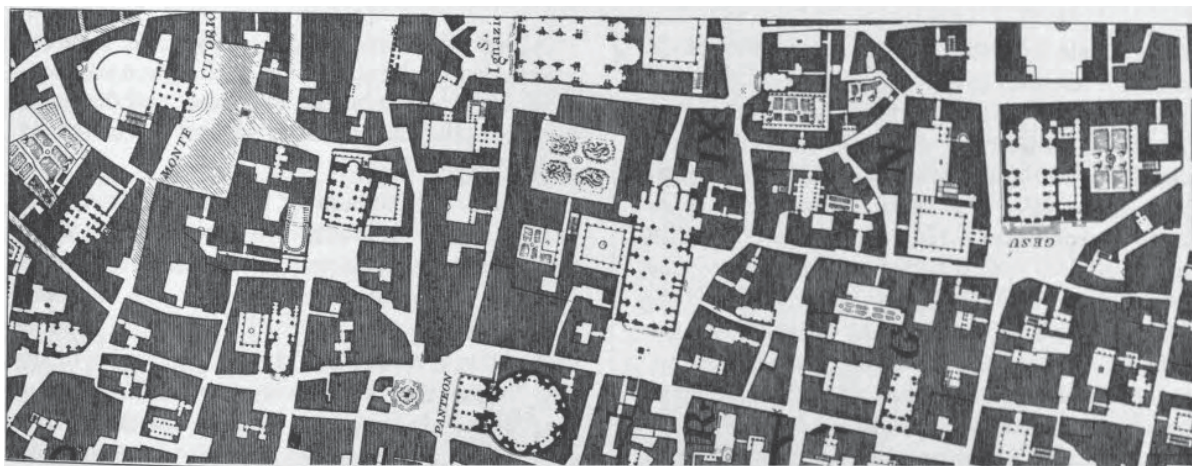 MONTE CITORIO
S.
Ignazio
IX
N
GESU
G
PANTEON
R